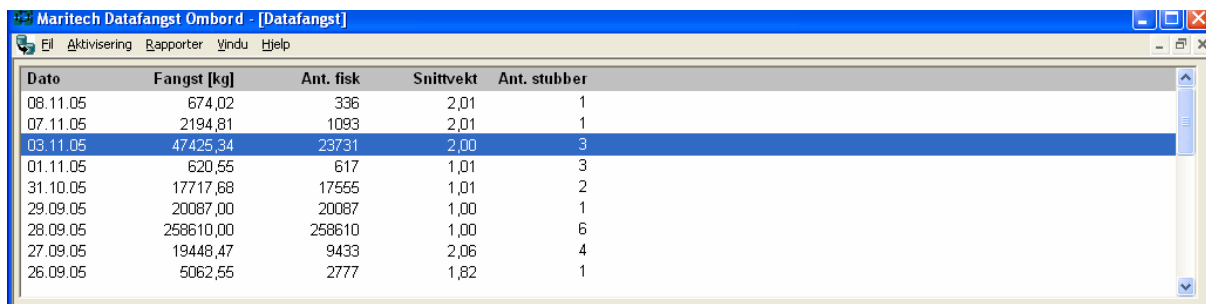 Maritech Datafangst Ombord - [Datafangst]
Fil Aktivisering Rapporter Vindu Hjelp
Dato Fangst [kg] Ant. fisk Snittvekt Ant. stubber
08.11.05 674,02 336 2,01 1
07.11.05 2194,81 1093 2,01 1
03.11.05 47425,34 23731 2,00 3
01.11.05 620,55 617 1,01 3
31.10.05 17717,68 17555 1,01 2
29.09.05 20087,00 20087 1,00 1
28.09.05 258610,00 258610 1,00 6
27.09.05 19448,47 9433 2,06 4
26.09.05 5062,55 2777 1,82 1